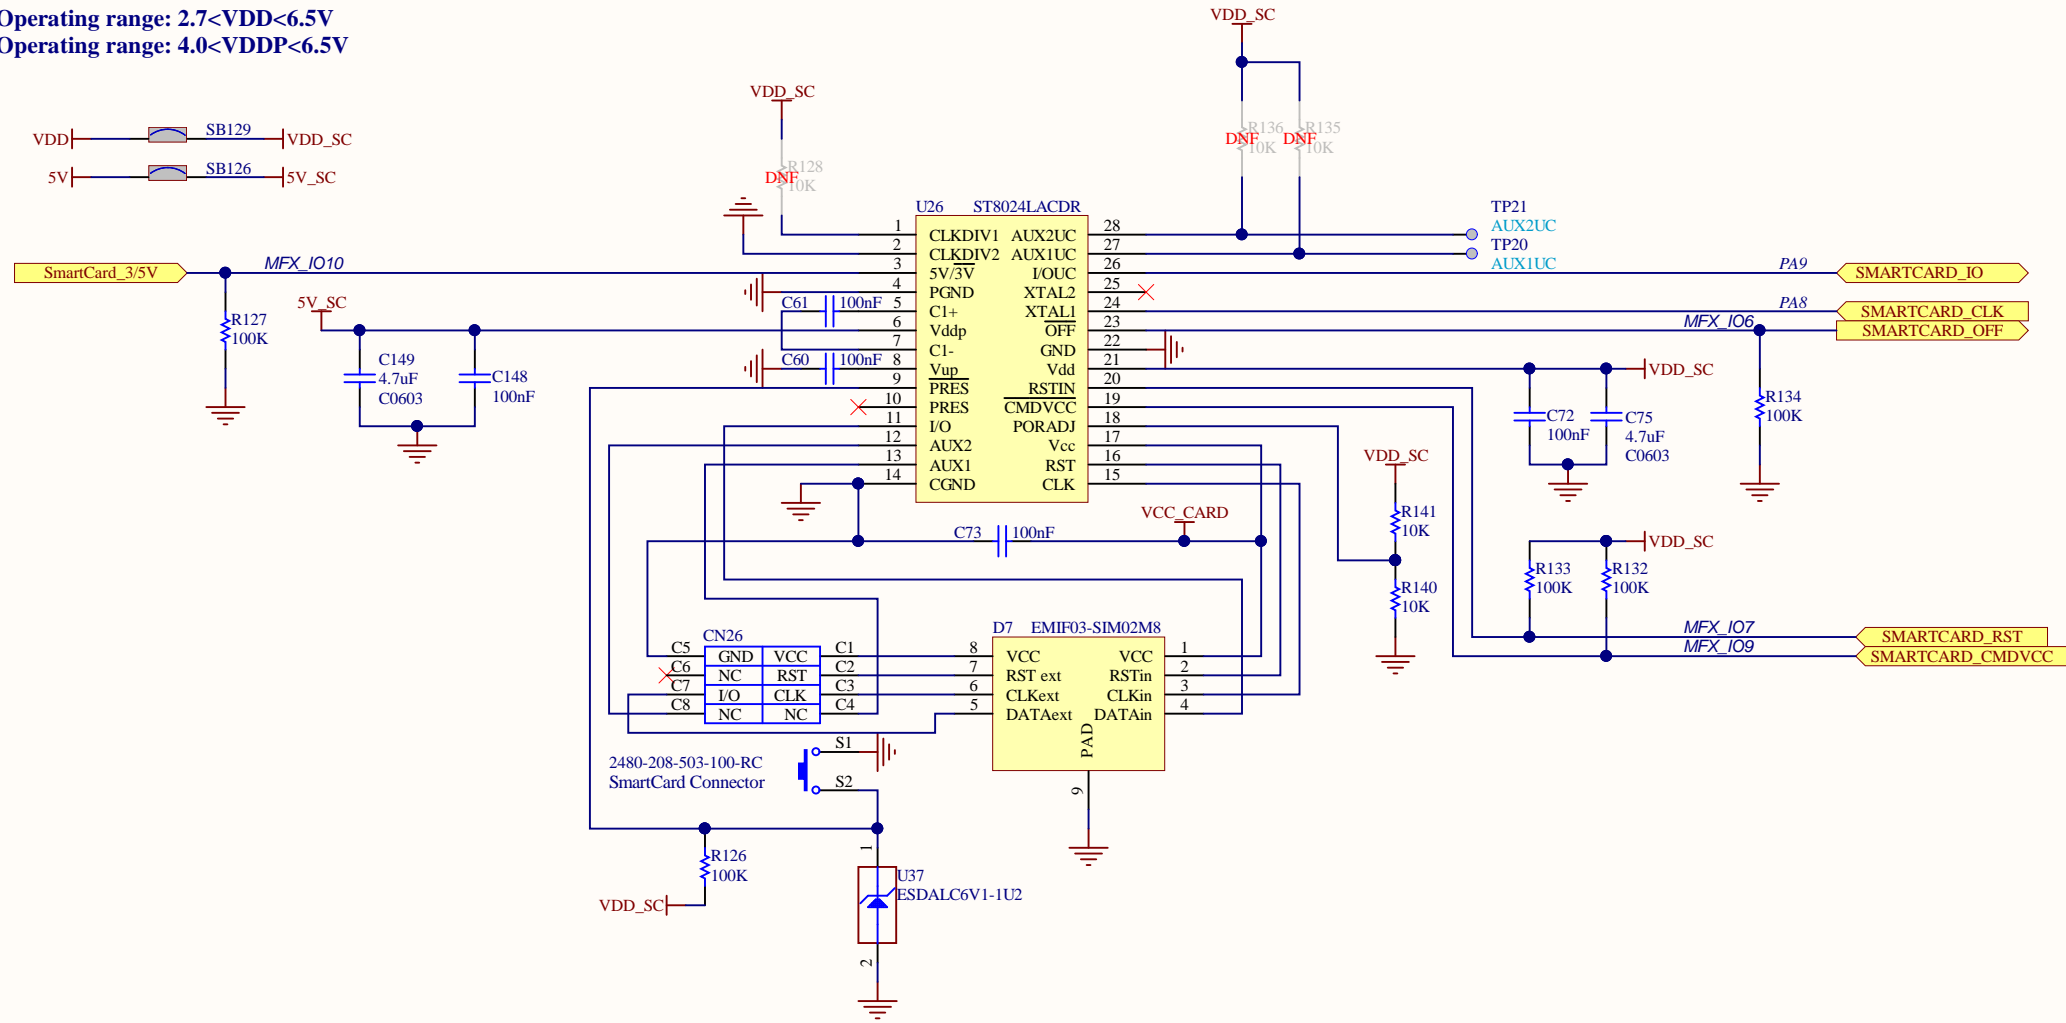 Operating range: 2.7<VDD<6.5V
Operating range: 4.0<VDDP<6.5V
VDD SB129 VDD_SC
5V SB126 5V_SC
VDD_SC
R128
DNF
10K
VDD_SC
R136 R135
DNF DNF
10K 10K
U26 ST8024LACDR
1 CLKDIV1 AUX2UC 28
2 CLKDIV2 AUX1UC 27
3 5V/3V I/OUC 26
4 PGND XTAL2 25
5 C1+ XTAL1 24
6 Vddp OFF 23
7 C1- GND 22
8 Vup Vdd 21
9 PRES RSTIN 20
10 PRES CMDVCC 19
11 I/O PORADJ 18
12 AUX2 Vcc 17
13 AUX1 RST 16
14 CGND CLK 15
TP21
AUX2UC
TP20
AUX1UC
SmartCard_3/5V MFX_IO10
R127
100K
5V_SC
C149
4.7uF
C0603
C148
100nF
C61 100nF
C60 100nF
PA9 SMARTCARD_IO
PA8 SMARTCARD_CLK
MFX_IO6 SMARTCARD_OFF
VDD_SC
C72
100nF
C75
4.7uF
C0603
R134
100K
VDD_SC
R141
10K
R140
10K
VDD_SC
R133
100K
R132
100K
MFX_IO7 SMARTCARD_RST
MFX_IO9 SMARTCARD_CMDVCC
C73 100nF
VCC_CARD
CN26
C5 GND VCC C1
C6 NC RST C2
C7 I/O CLK C3
C8 NC NC C4
D7 EMIF03-SIM02M8
8 VCC VCC 1
7 RST ext RSTin 2
6 CLKext CLKin 3
5 DATAext DATAin 4
PAD
9
S1
S2
2480-208-503-100-RC
SmartCard Connector
R126
100K
VDD_SC
1
U37
ESDALC6V1-1U2
2